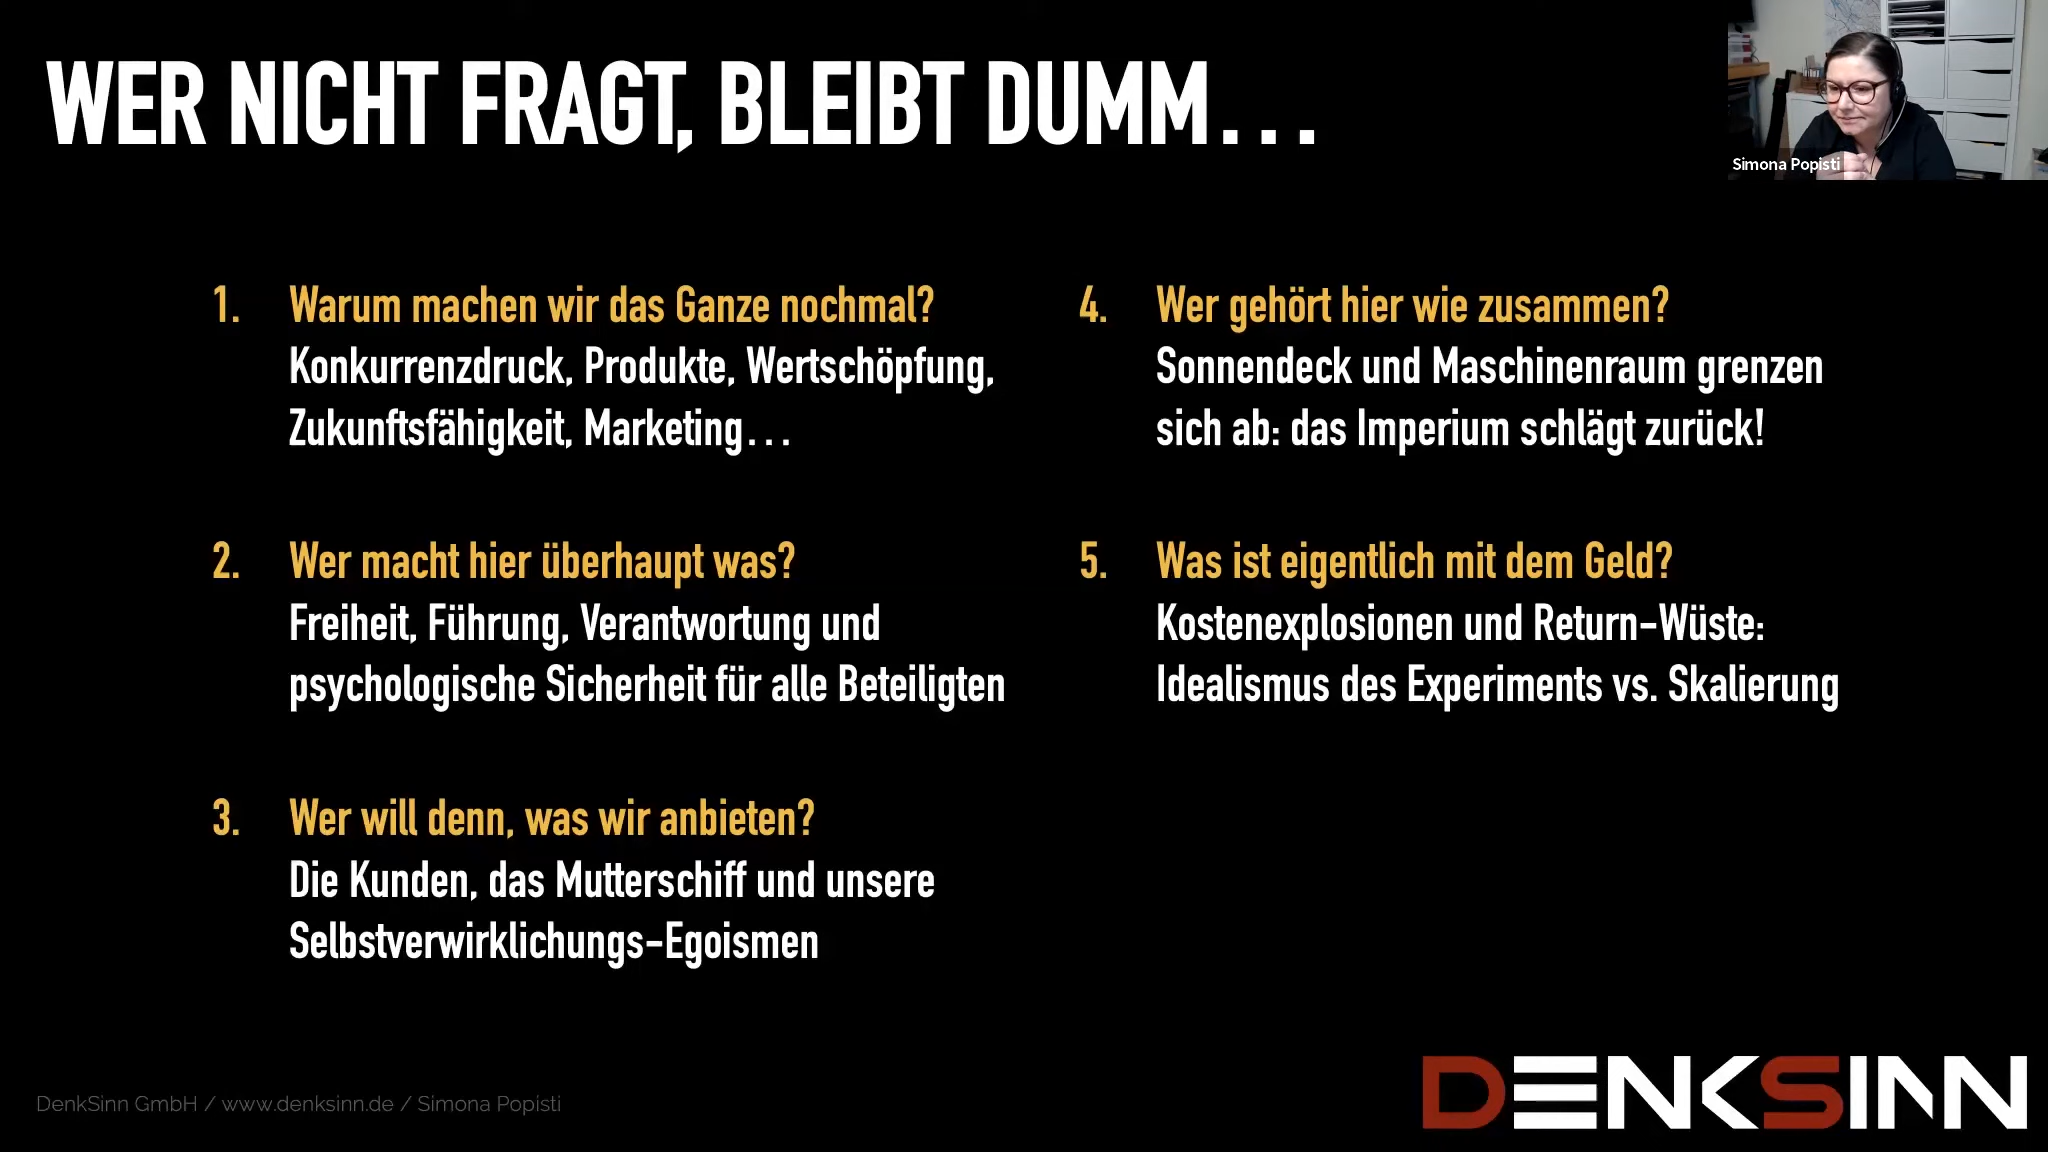 WER NICHT FRAGT, BLEIBT DUMM...
Simona Popisti
1. Warum machen wir das Ganze nochmal?
Konkurrenzdruck, Produkte, Wertschöpfung,
Zukunftsfähigkeit, Marketing...
2. Wer macht hier überhaupt was?
Freiheit, Führung, Verantwortung und
psychologische Sicherheit für alle Beteiligten
3. Wer will denn, was wir anbieten?
Die Kunden, das Mutterschiff und unsere
Selbstverwirklichungs-Egoismen
4. Wer gehört hier wie zusammen?
Sonnendeck und Maschinenraum grenzen
sich ab: das Imperium schlägt zurück!
5. Was ist eigentlich mit dem Geld?
Kostenexplosionen und Return-Wüste:
Idealismus des Experiments vs. Skalierung
DenkSinn GmbH / www.denksinn.de / Simona Popisti
DENKSINN